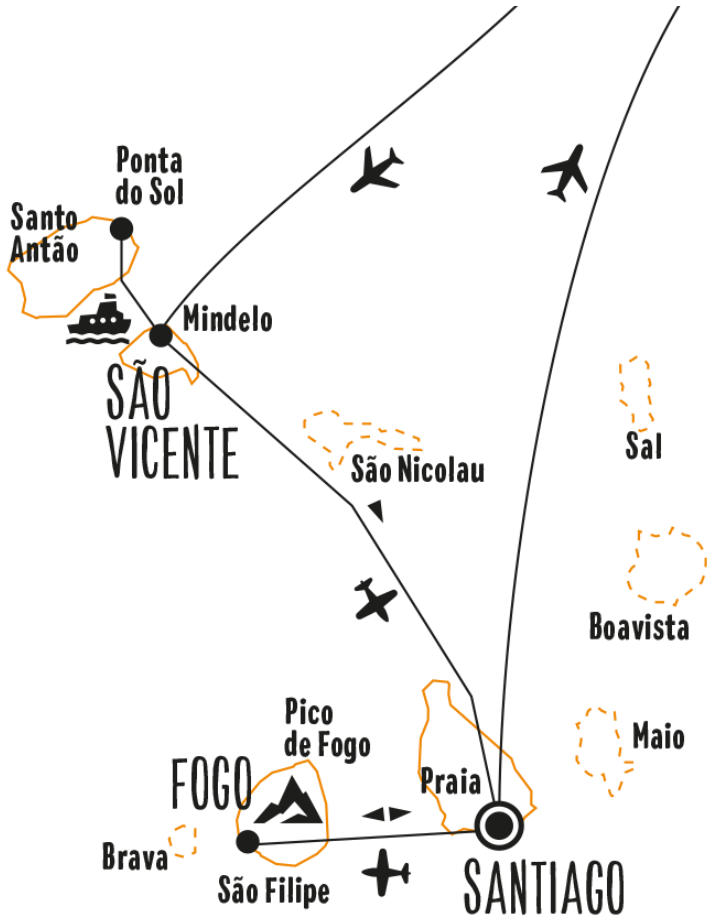 Ponta
do Sol
Santo
Antão
Mindelo
SÃO
VICENTE
São Nicolau
Sal
Boavista
Pico
de Fogo
Maio
FOGO
Praia
Brava
São Filipe
SANTIAGO